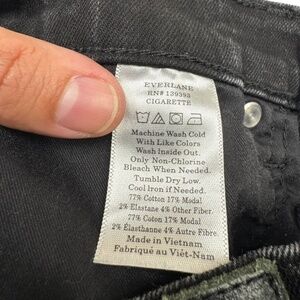 EVERLANE
RN# 139393
CIGARETTE
Machine Wash Cold
With Like Colors
Wash Inside Out.
Only Non-Chlorine
Bleach When Needed.
Tumble Dry Low.
Cool Iron if Needed.
77% Cotton 17% Modal
2% Elastane 4% Other Fiber.
77% Coton 17% Modal
2% Élasthanne 4% Autre Fibre.
Made in Vietnam
Fabriqué au Viêt-Nam